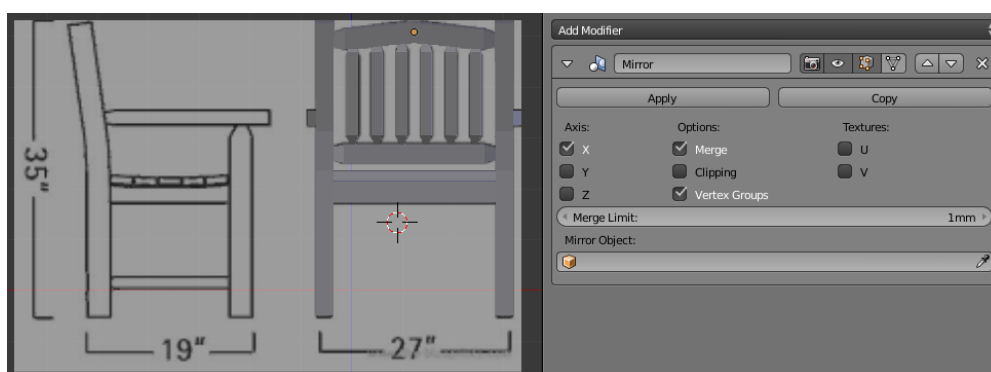 Add Modifier
Mirror
Apply Copy
Axis: Options: Textures:
X Merge U
Y Clipping V
Z Vertex Groups
Merge Limit: 1mm
Mirror Object:
35"
19"
27"